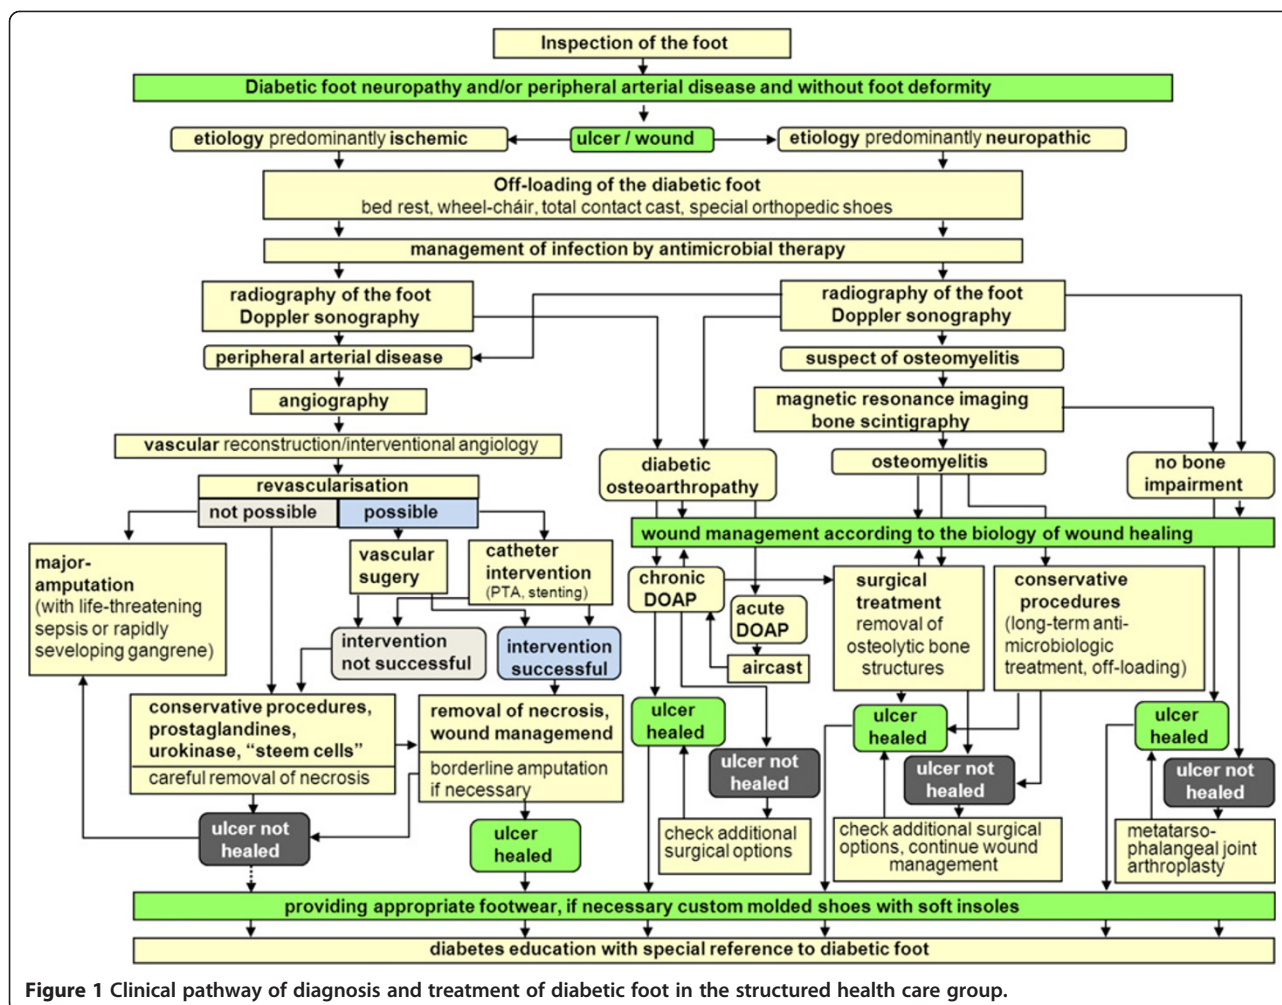 Inspection of the foot
Diabetic foot neuropathy and/or peripheral arterial disease and without foot deformity
etiology predominantly ischemic
ulcer / wound
etiology predominantly neuropathic
Off-loading of the diabetic foot
bed rest, wheel-cháir, total contact cast, special orthopedic shoes
management of infection by antimicrobial therapy
radiography of the foot
Doppler sonography
radiography of the foot
Doppler sonography
peripheral arterial disease
suspect of osteomyelitis
angiography
magnetic resonance imaging
bone scintigraphy
vascular reconstruction/interventional angiology
diabetic
osteoarthropathy
osteomyelitis
no bone
impairment
revascularisation
not possible
possible
wound management according to the biology of wound healing
major-
amputation
(with life-threatening
sepsis or rapidly
seveloping gangrene)
vascular
sugery
catheter
intervention
(PTA, stenting)
chronic
DOAP
acute
DOAP
aircast
surgical
treatment
removal of
osteolytic bone
structures
conservative
procedures
(long-term anti-
microbiologic
treatment, off-loading)
intervention
not successful
intervention
successful
conservative procedures,
prostaglandines,
urokinase, “steem cells”
careful removal of necrosis
removal of necrosis,
wound managemend
borderline amputation
if necessary
ulcer
healed
ulcer not
healed
ulcer
healed
ulcer not
healed
ulcer
healed
ulcer not
healed
ulcer not
healed
ulcer
healed
check additional
surgical options
check additional surgical
options, continue wound
management
metatarso-
phalangeal joint
arthroplasty
providing appropriate footwear, if necessary custom molded shoes with soft insoles
diabetes education with special reference to diabetic foot
Figure 1 Clinical pathway of diagnosis and treatment of diabetic foot in the structured health care group.